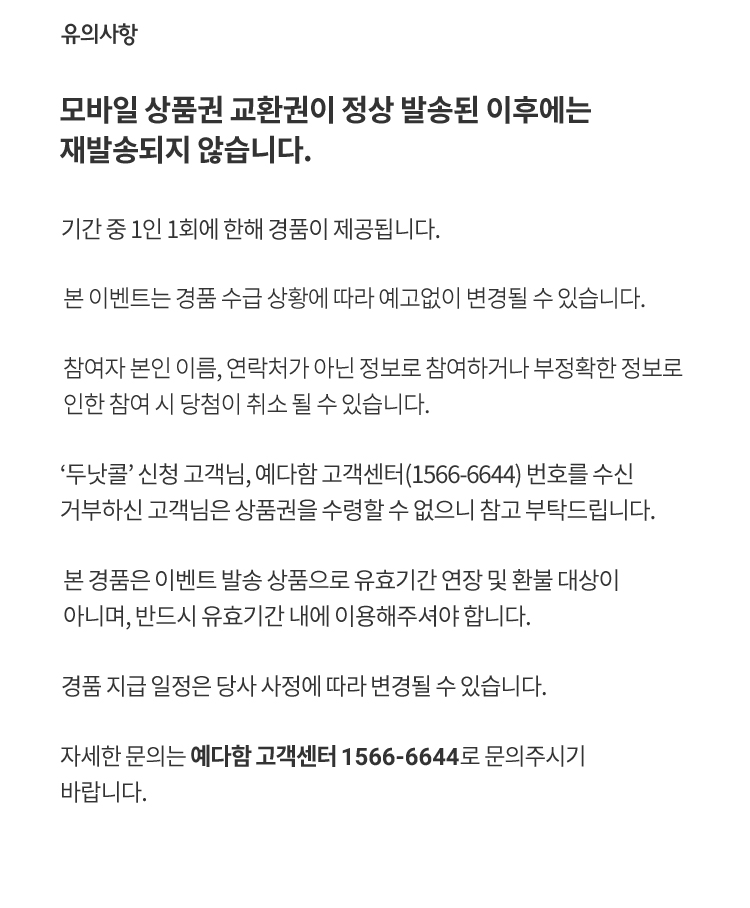 유의사항
모바일 상품권 교환권이 정상 발송된 이후에는
재발송되지 않습니다.
기간 중 1인 1회에 한해 경품이 제공됩니다.
본 이벤트는 경품 수급 상황에 따라 예고없이 변경될 수 있습니다.
참여자 본인 이름, 연락처가 아닌 정보로 참여하거나 부정확한 정보로
인한 참여 시 당첨이 취소 될 수 있습니다.
‘두낫콜’ 신청 고객님, 예다함 고객센터(1566-6644) 번호를 수신
거부하신 고객님은 상품권을 수령할 수 없으니 참고 부탁드립니다.
본 경품은 이벤트 발송 상품으로 유효기간 연장 및 환불 대상이
아니며, 반드시 유효기간 내에 이용해주셔야 합니다.
경품 지급 일정은 당사 사정에 따라 변경될 수 있습니다.
자세한 문의는 예다함 고객센터 1566-6644로 문의주시기
바랍니다.